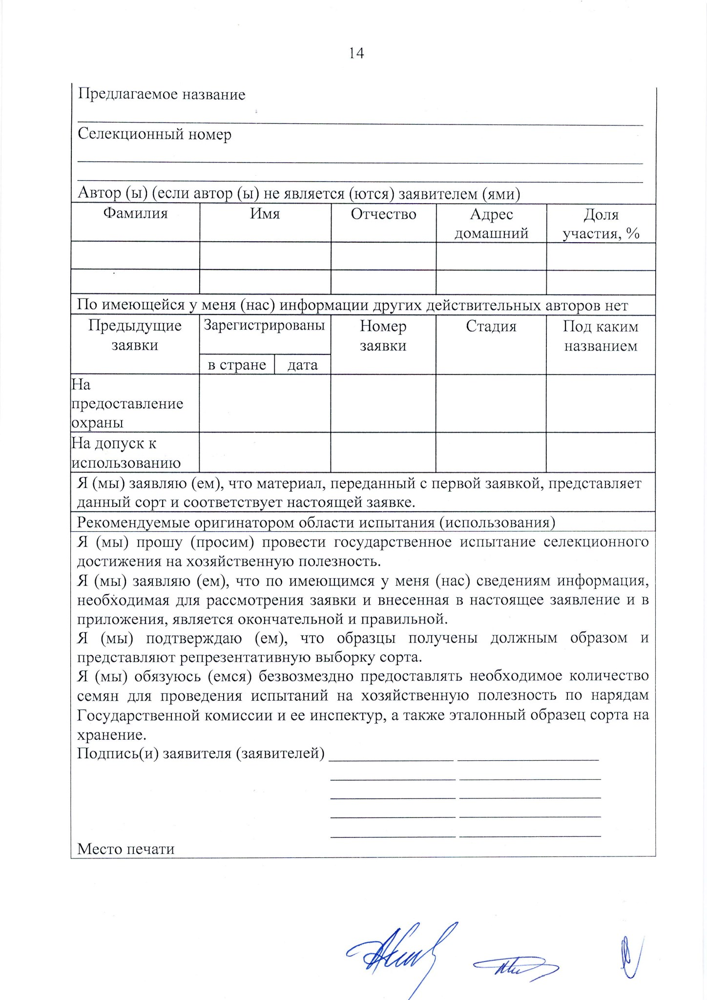 14
Предлагаемое название
Селекционный номер
Автор (ы) (если автор (ы) не является (ются) заявителем (ями)
Фамилия Имя Отчество Адрес домашний Доля участия, %
По имеющейся у меня (нас) информации других действительных авторов нет
Предыдущие заявки Зарегистрированы Номер заявки Стадия Под каким названием
в стране дата
На
предоставление
охраны
На допуск к
использованию
Я (мы) заявляю (ем), что материал, переданный с первой заявкой, представляет
данный сорт и соответствует настоящей заявке.
Рекомендуемые оригинатором области испытания (использования)
Я (мы) прошу (просим) провести государственное испытание селекционного
достижения на хозяйственную полезность.
Я (мы) заявляю (ем), что по имеющимся у меня (нас) сведениям информация,
необходимая для рассмотрения заявки и внесенная в настоящее заявление и в
приложения, является окончательной и правильной.
Я (мы) подтверждаю (ем), что образцы получены должным образом и
представляют репрезентативную выборку сорта.
Я (мы) обязуюсь (емся) безвозмездно предоставлять необходимое количество
семян для проведения испытаний на хозяйственную полезность по нарядам
Государственной комиссии и ее инспектур, а также эталонный образец сорта на
хранение.
Подпись(и) заявителя (заявителей)
Место печати